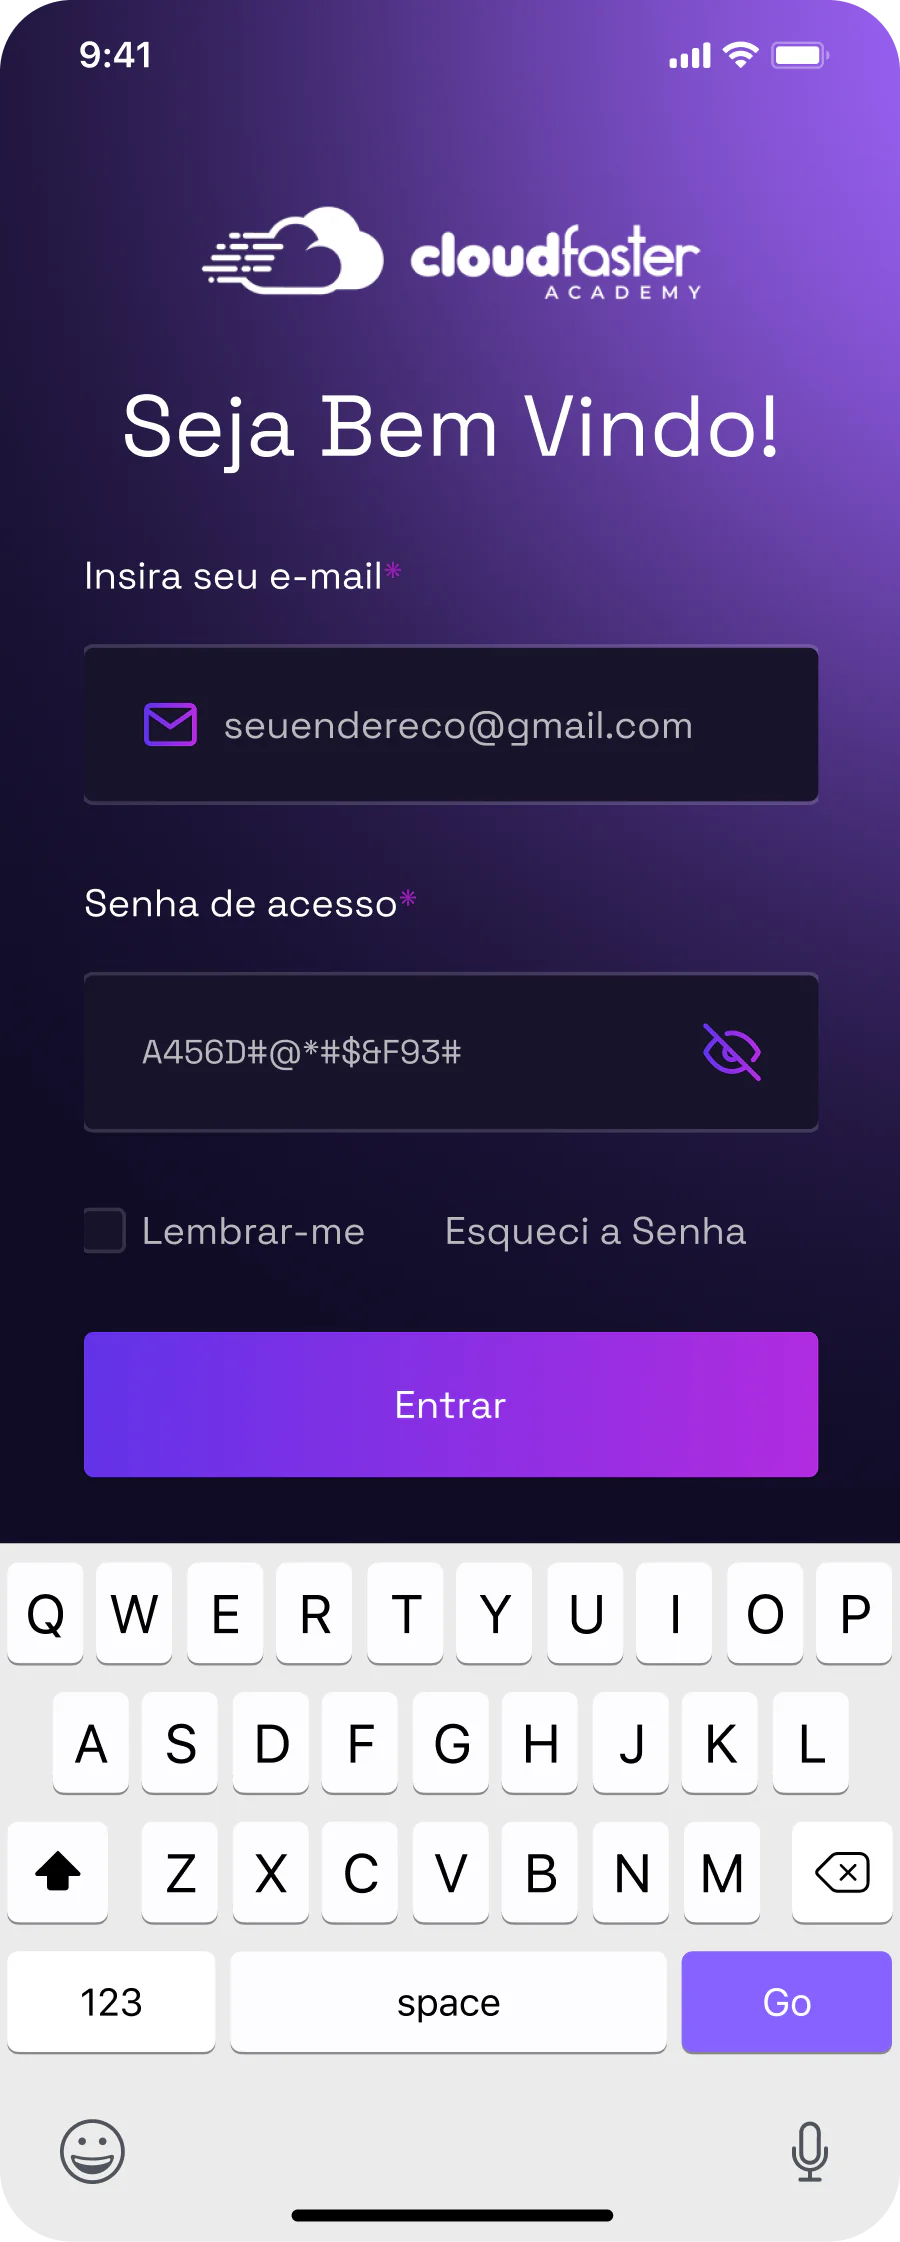 9:41
cloudfaster
ACADEMY
Seja Bem Vindo!
Insira seu e-mail*
seuendereco@gmail.com
Senha de acesso*
A456D#@*#$&F93#
Lembrar-me Esqueci a Senha
Entrar
Q W E R T Y U I O P
A S D F G H J K L
Z X C V B N M
123 space Go